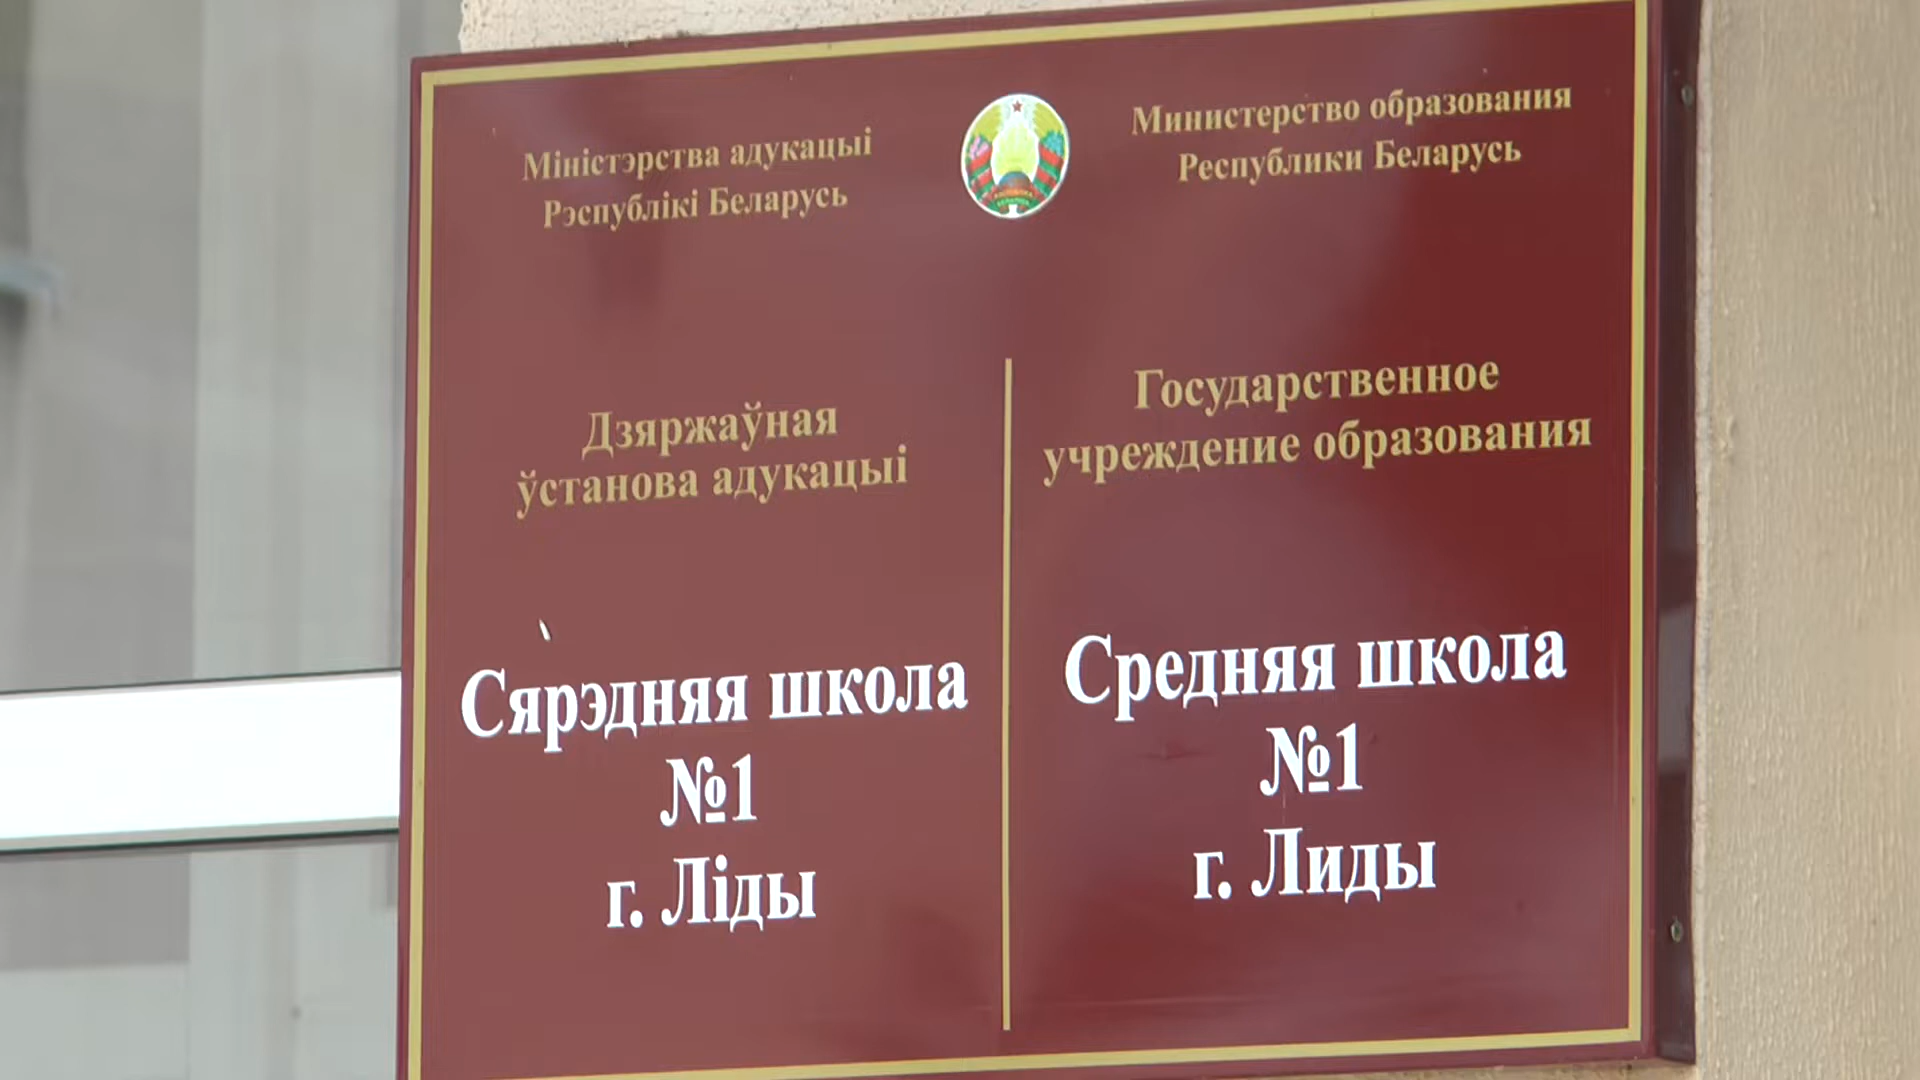 Міністэрства адукацыі
Рэспублікі Беларусь
Министерство образования
Республики Беларусь
Дзяржаўная
ўстанова адукацыі
Государственное
учреждение образования
Сярэдняя школа
№1
г. Ліды
Средняя школа
№1
г. Лиды